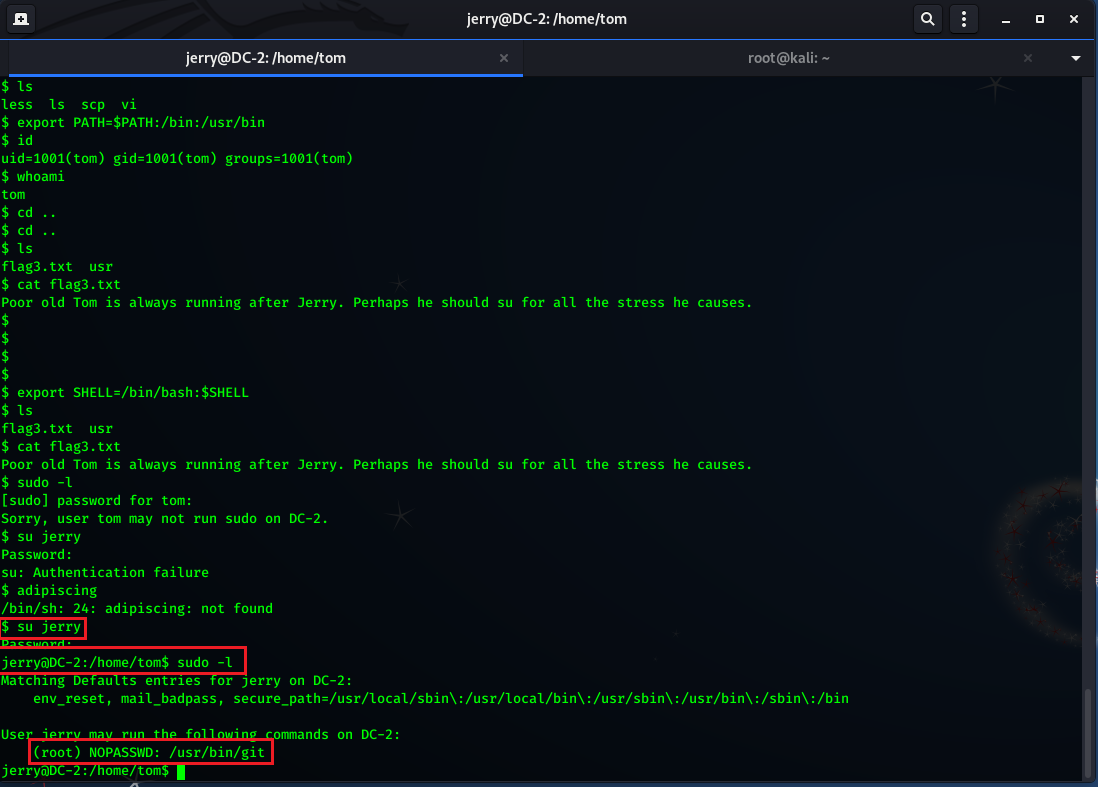 jerry@DC-2: /home/tom
jerry@DC-2: /home/tom
root@kali: ~
$ ls
less  ls  scp  vi
$ export PATH=$PATH:/bin:/usr/bin
$ id
uid=1001(tom) gid=1001(tom) groups=1001(tom)
$ whoami
tom
$ cd ..
$ cd ..
$ ls
flag3.txt  usr
$ cat flag3.txt
Poor old Tom is always running after Jerry. Perhaps he should su for all the stress he causes.
$
$
$
$
$ export SHELL=/bin/bash:$SHELL
$ ls
flag3.txt  usr
$ cat flag3.txt
Poor old Tom is always running after Jerry. Perhaps he should su for all the stress he causes.
$ sudo -l
[sudo] password for tom:
Sorry, user tom may not run sudo on DC-2.
$ su jerry
Password:
su: Authentication failure
$ adipiscing
/bin/sh: 24: adipiscing: not found
$ su jerry
Password:
jerry@DC-2:/home/tom$ sudo -l
Matching Defaults entries for jerry on DC-2:
    env_reset, mail_badpass, secure_path=/usr/local/sbin\:/usr/local/bin\:/usr/sbin\:/usr/bin\:/sbin\:/bin
User jerry may run the following commands on DC-2:
    (root) NOPASSWD: /usr/bin/git
jerry@DC-2:/home/tom$